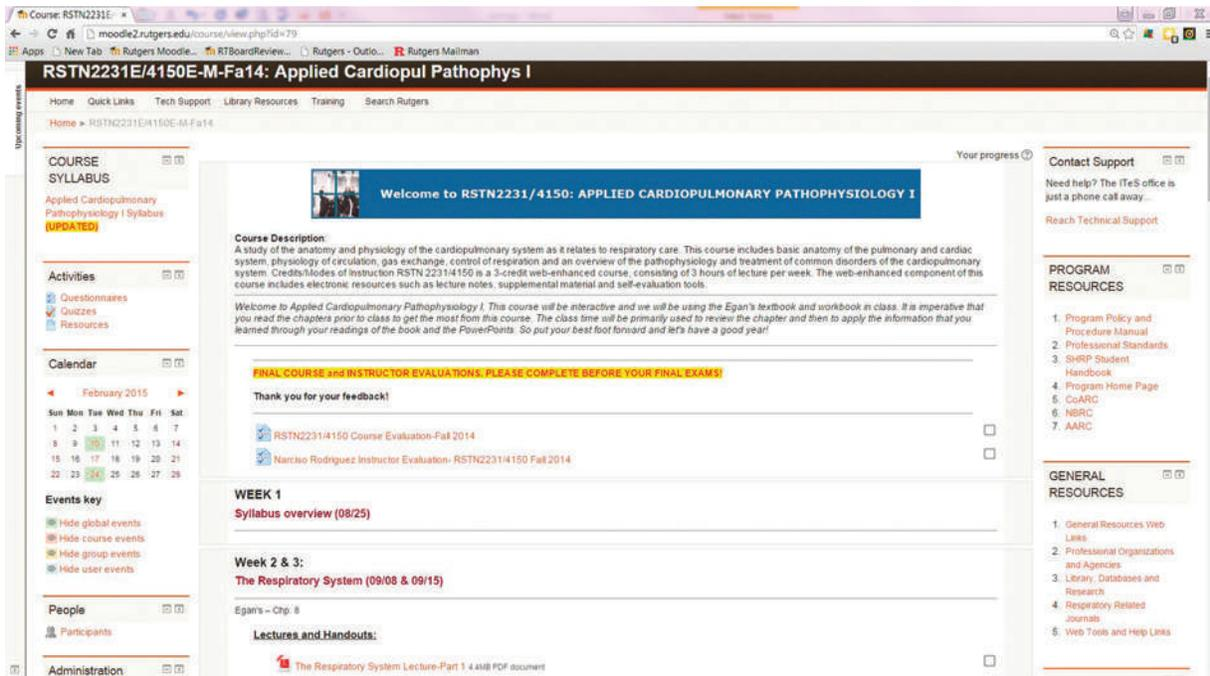 Course: RSTN2231E/
moodle2.rutgers.edu/course/view.php?id=79
Apps New Tab Rutgers Moodle... RTBoardReview... Rutgers - Outlo... Rutgers Mailman
Upcoming events
RSTN2231E/4150E-M-Fa14: Applied Cardiopul Pathophys I
Home Quick Links Tech Support Library Resources Training Search Rutgers
Home ► RSTN2231E/4150E-M-Fa14
COURSE
SYLLABUS
Applied Cardiopulmonary
Pathophysiology I Syllabus
(UPDATED)
Activities
Questionnaires
Quizzes
Resources
Calendar
◄ February 2015 ►
Sun Mon Tue Wed Thu Fri Sat
1 2 3 4 5 6 7
8 9 10 11 12 13 14
15 16 17 18 19 20 21
22 23 24 25 26 27 28
Events key
Hide global events
Hide course events
Hide group events
Hide user events
People
Participants
Administration
Your progress
Welcome to RSTN2231/4150: APPLIED CARDIOPULMONARY PATHOPHYSIOLOGY I
Course Description:
A study of the anatomy and physiology of the cardiopulmonary system as it relates to respiratory care. This course includes basic anatomy of the pulmonary and cardiac
system, physiology of circulation, gas exchange, control of respiration and an overview of the pathophysiology and treatment of common disorders of the cardiopulmonary
system. Credits/Modes of Instruction RSTN 2231/4150 is a 3-credit web-enhanced course, consisting of 3 hours of lecture per week. The web-enhanced component of this
course includes electronic resources such as lecture notes, supplemental material and self-evaluation tools.
Welcome to Applied Cardiopulmonary Pathophysiology I. This course will be interactive and we will be using the Egan's textbook and workbook in class. It is imperative that
you read the chapters prior to class to get the most from this course. The class time will be primarily used to review the chapter and then to apply the information that you
learned through your readings of the book and the PowerPoints. So put your best foot forward and let's have a good year!
FINAL COURSE and INSTRUCTOR EVALUATIONS. PLEASE COMPLETE BEFORE YOUR FINAL EXAMS!
Thank you for your feedback!
RSTN2231/4150 Course Evaluation-Fall 2014
Narciso Rodriguez Instructor Evaluation- RSTN2231/4150 Fall 2014
WEEK 1
Syllabus overview (08/25)
Week 2 & 3:
The Respiratory System (09/08 & 09/15)
Egan's – Chp. 8
Lectures and Handouts:
The Respiratory System Lecture-Part 1 4.4MB PDF document
Contact Support
Need help? The ITeS office is
just a phone call away...
Reach Technical Support
PROGRAM
RESOURCES
1. Program Policy and
Procedure Manual
2. Professional Standards
3. SHRP Student
Handbook
4. Program Home Page
5. CoARC
6. NBRC
7. AARC
GENERAL
RESOURCES
1. General Resources Web
Links
2. Professional Organizations
and Agencies
3. Library, Databases and
Research
4. Respiratory Related
Journals
5. Web Tools and Help Links